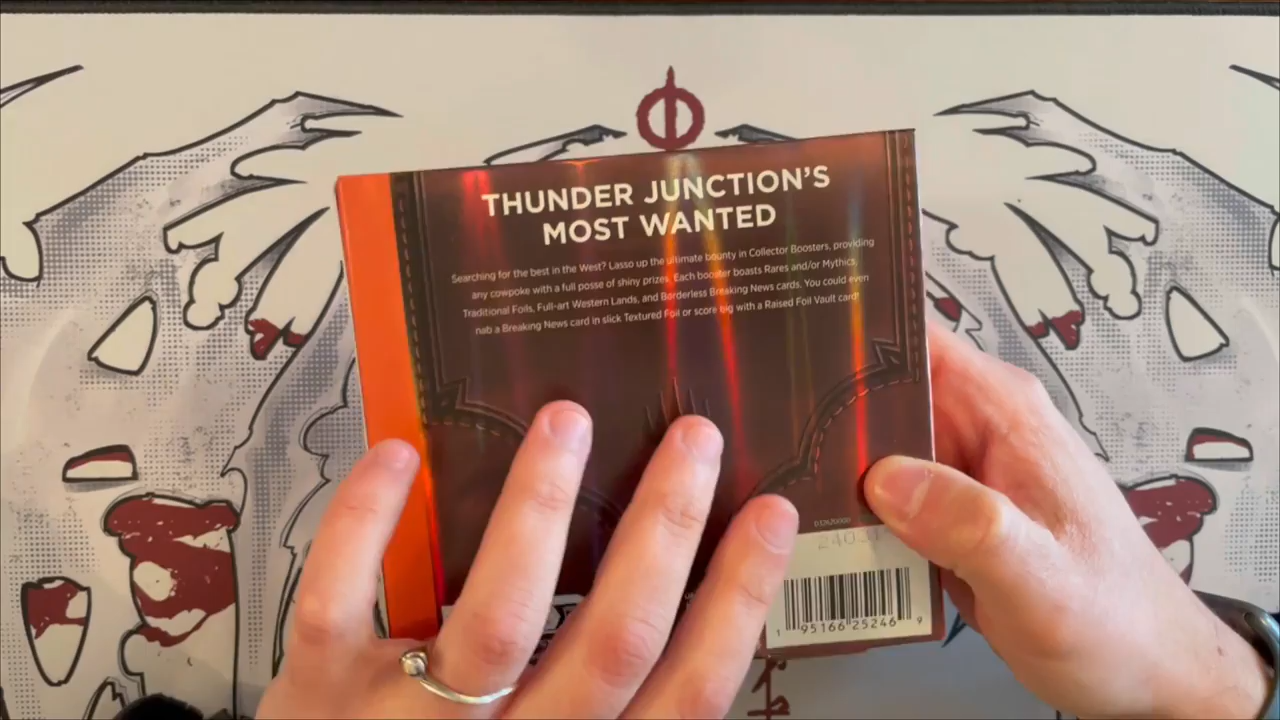 THUNDER JUNCTION'S
MOST WANTED
Searching for the best in the West? Lasso up the ultimate bounty in Collector Boosters, providing
any cowpoke with a full posse of shiny prizes. Each booster boasts Rares and/or Mythics,
Traditional Foils, Full-art Western Lands, and Borderless Breaking News cards. You could even
nab a Breaking News card in slick Textured Foil or score big with a Raised Foil Vault card!
1 95166 25246 9